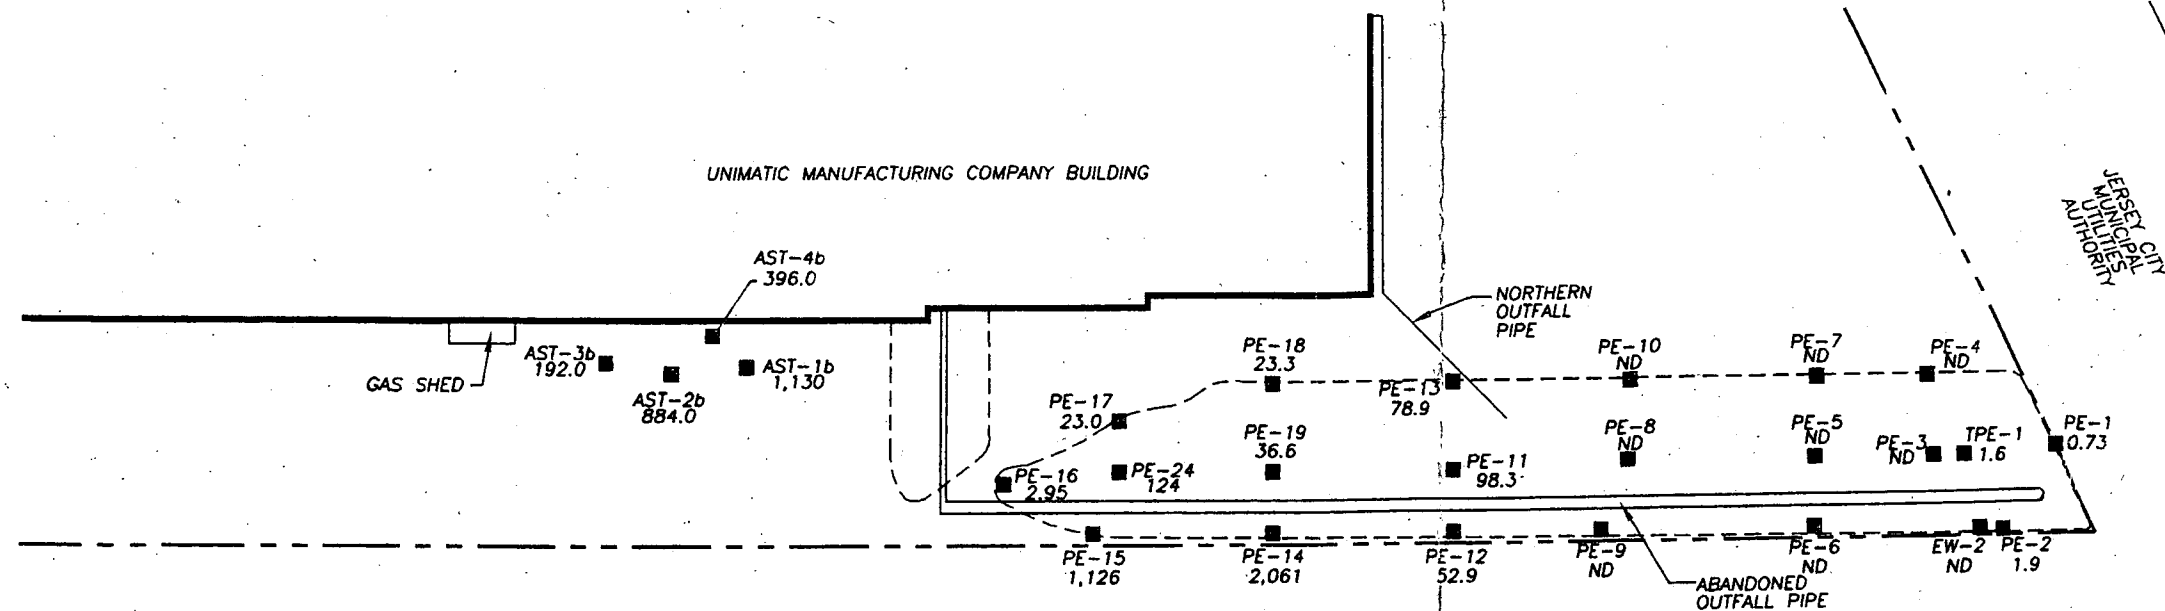 UNIMATIC MANUFACTURING COMPANY BUILDING
JERSEY CITY
MUNICIPAL
UTILITIES
AUTHORITY
AST-4b
396.0
NORTHERN
OUTFALL
PIPE
GAS SHED
AST-3b
192.0
AST-2b
884.0
AST-1b
1,130
PE-18
23.3
PE-13
78.9
PE-10
ND
PE-7
ND
PE-4
ND
PE-17
23.0
PE-19
36.6
PE-11
98.3
PE-8
ND
PE-5
ND
PE-3
ND
TPE-1
1.6
PE-1
0.73
PE-16
2.95
PE-24
124
PE-15
1,126
PE-14
2,061
PE-12
52.9
PE-9
ND
PE-6
ND
EW-2
ND
PE-2
1.9
ABANDONED
OUTFALL PIPE